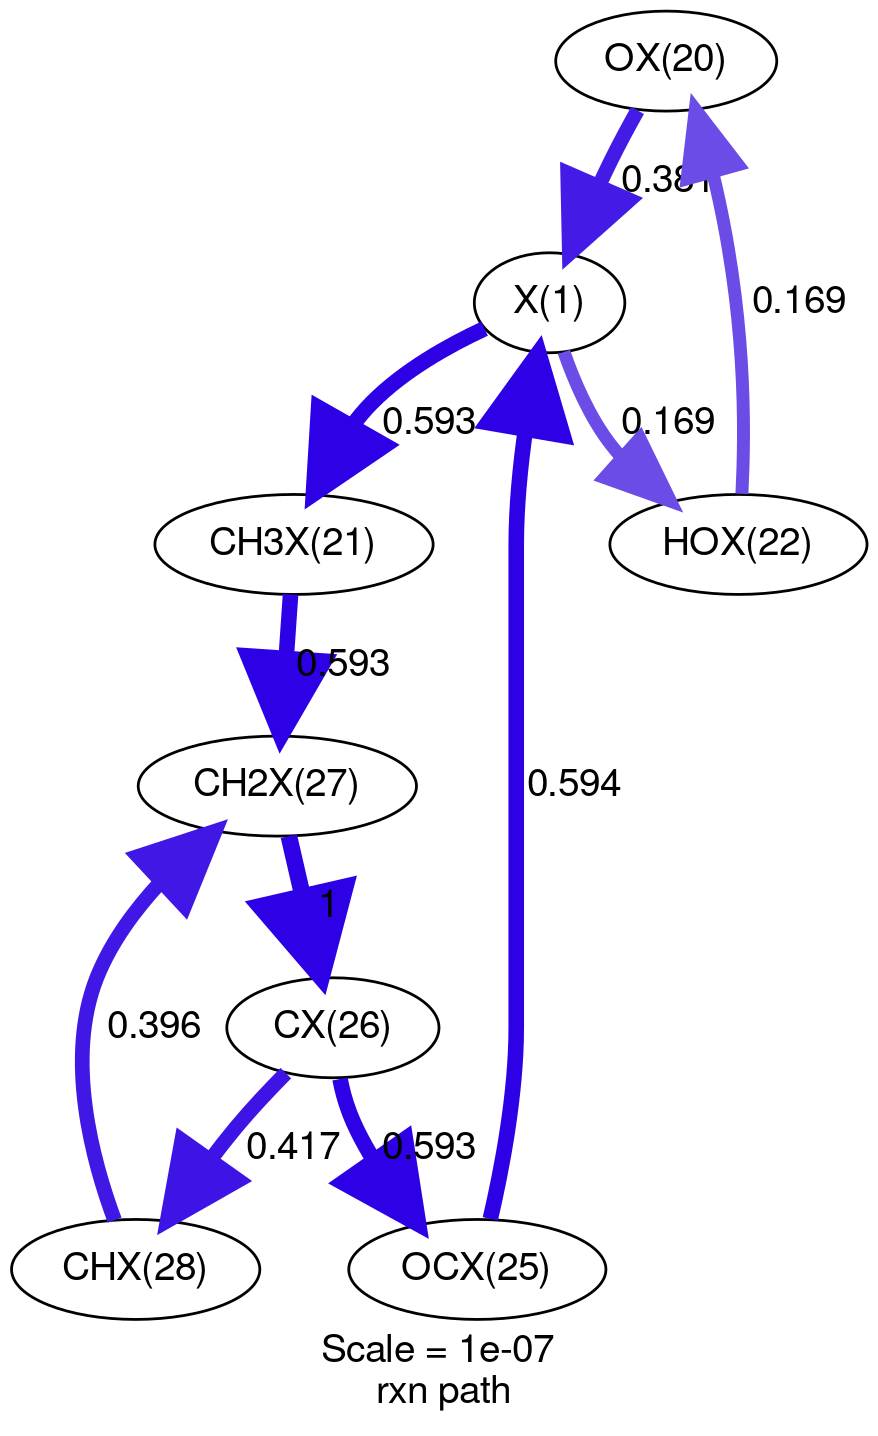 OX(20)
0.381
X(1)
0.169
0.593
0.169
CH3X(21)
HOX(22)
0.593
CH2X(27)
0.594
1
0.396
CX(26)
0.417
0.593
CHX(28)
OCX(25)
Scale = 1e-07
rxn path